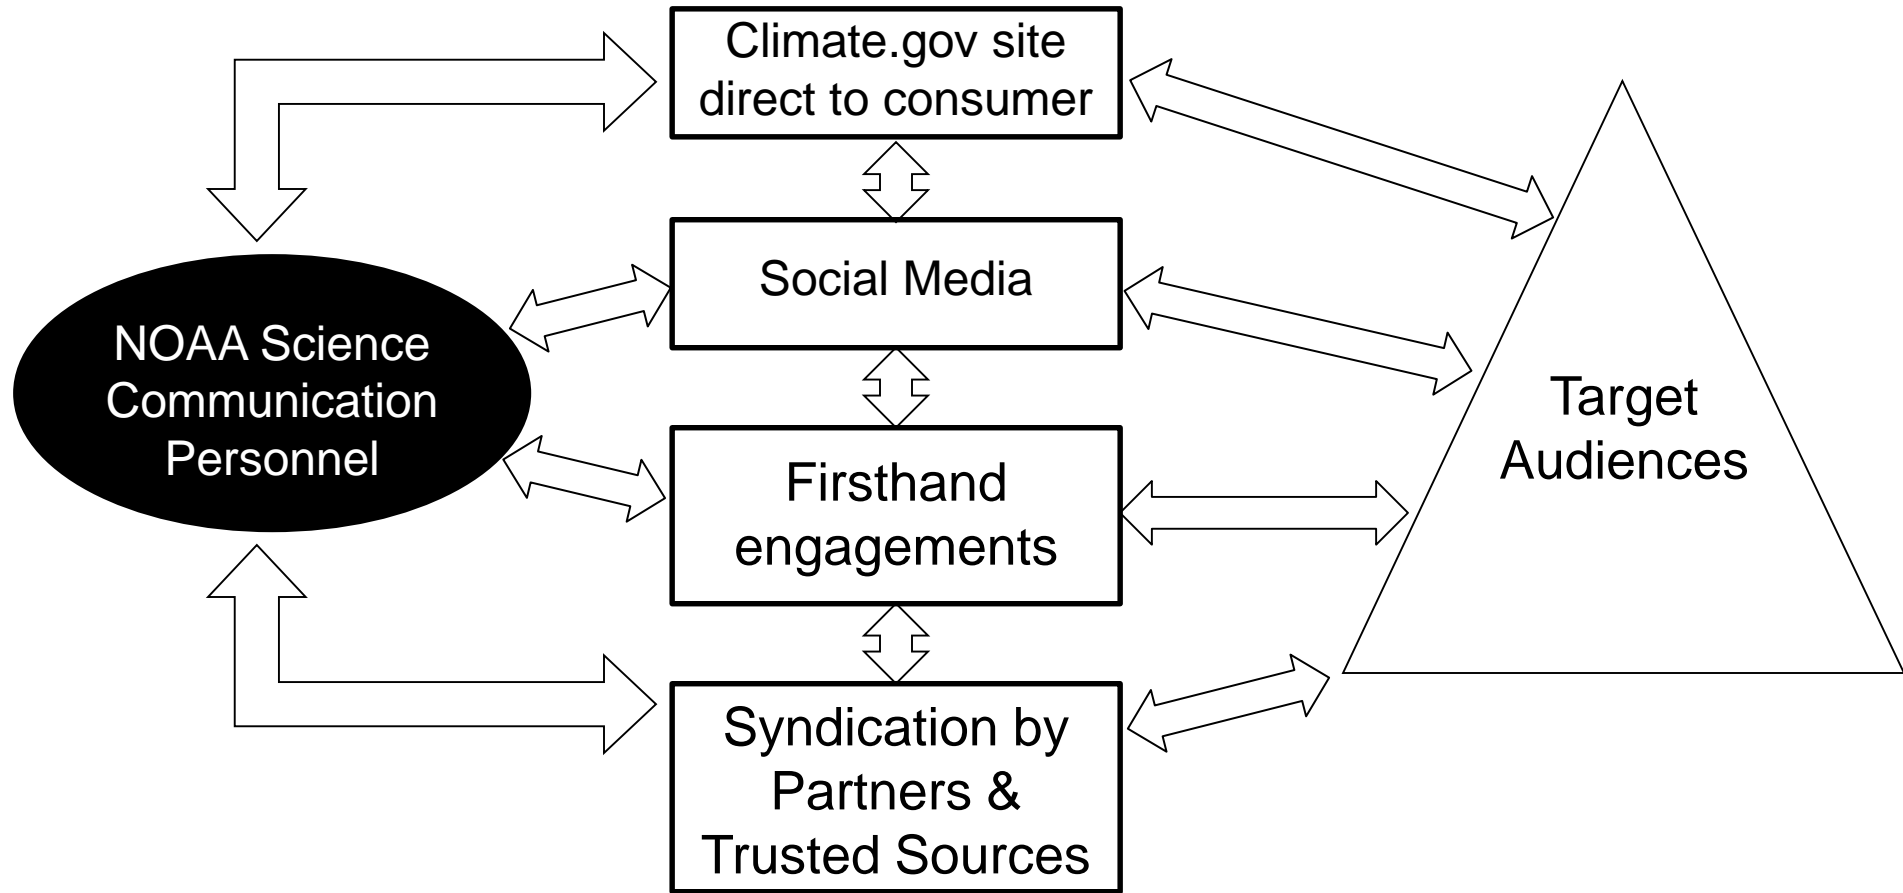 Climate.gov site
direct to consumer
Social Media
NOAA Science
Communication
Personnel
Firsthand
engagements
Target
Audiences
Syndication by
Partners &
Trusted Sources